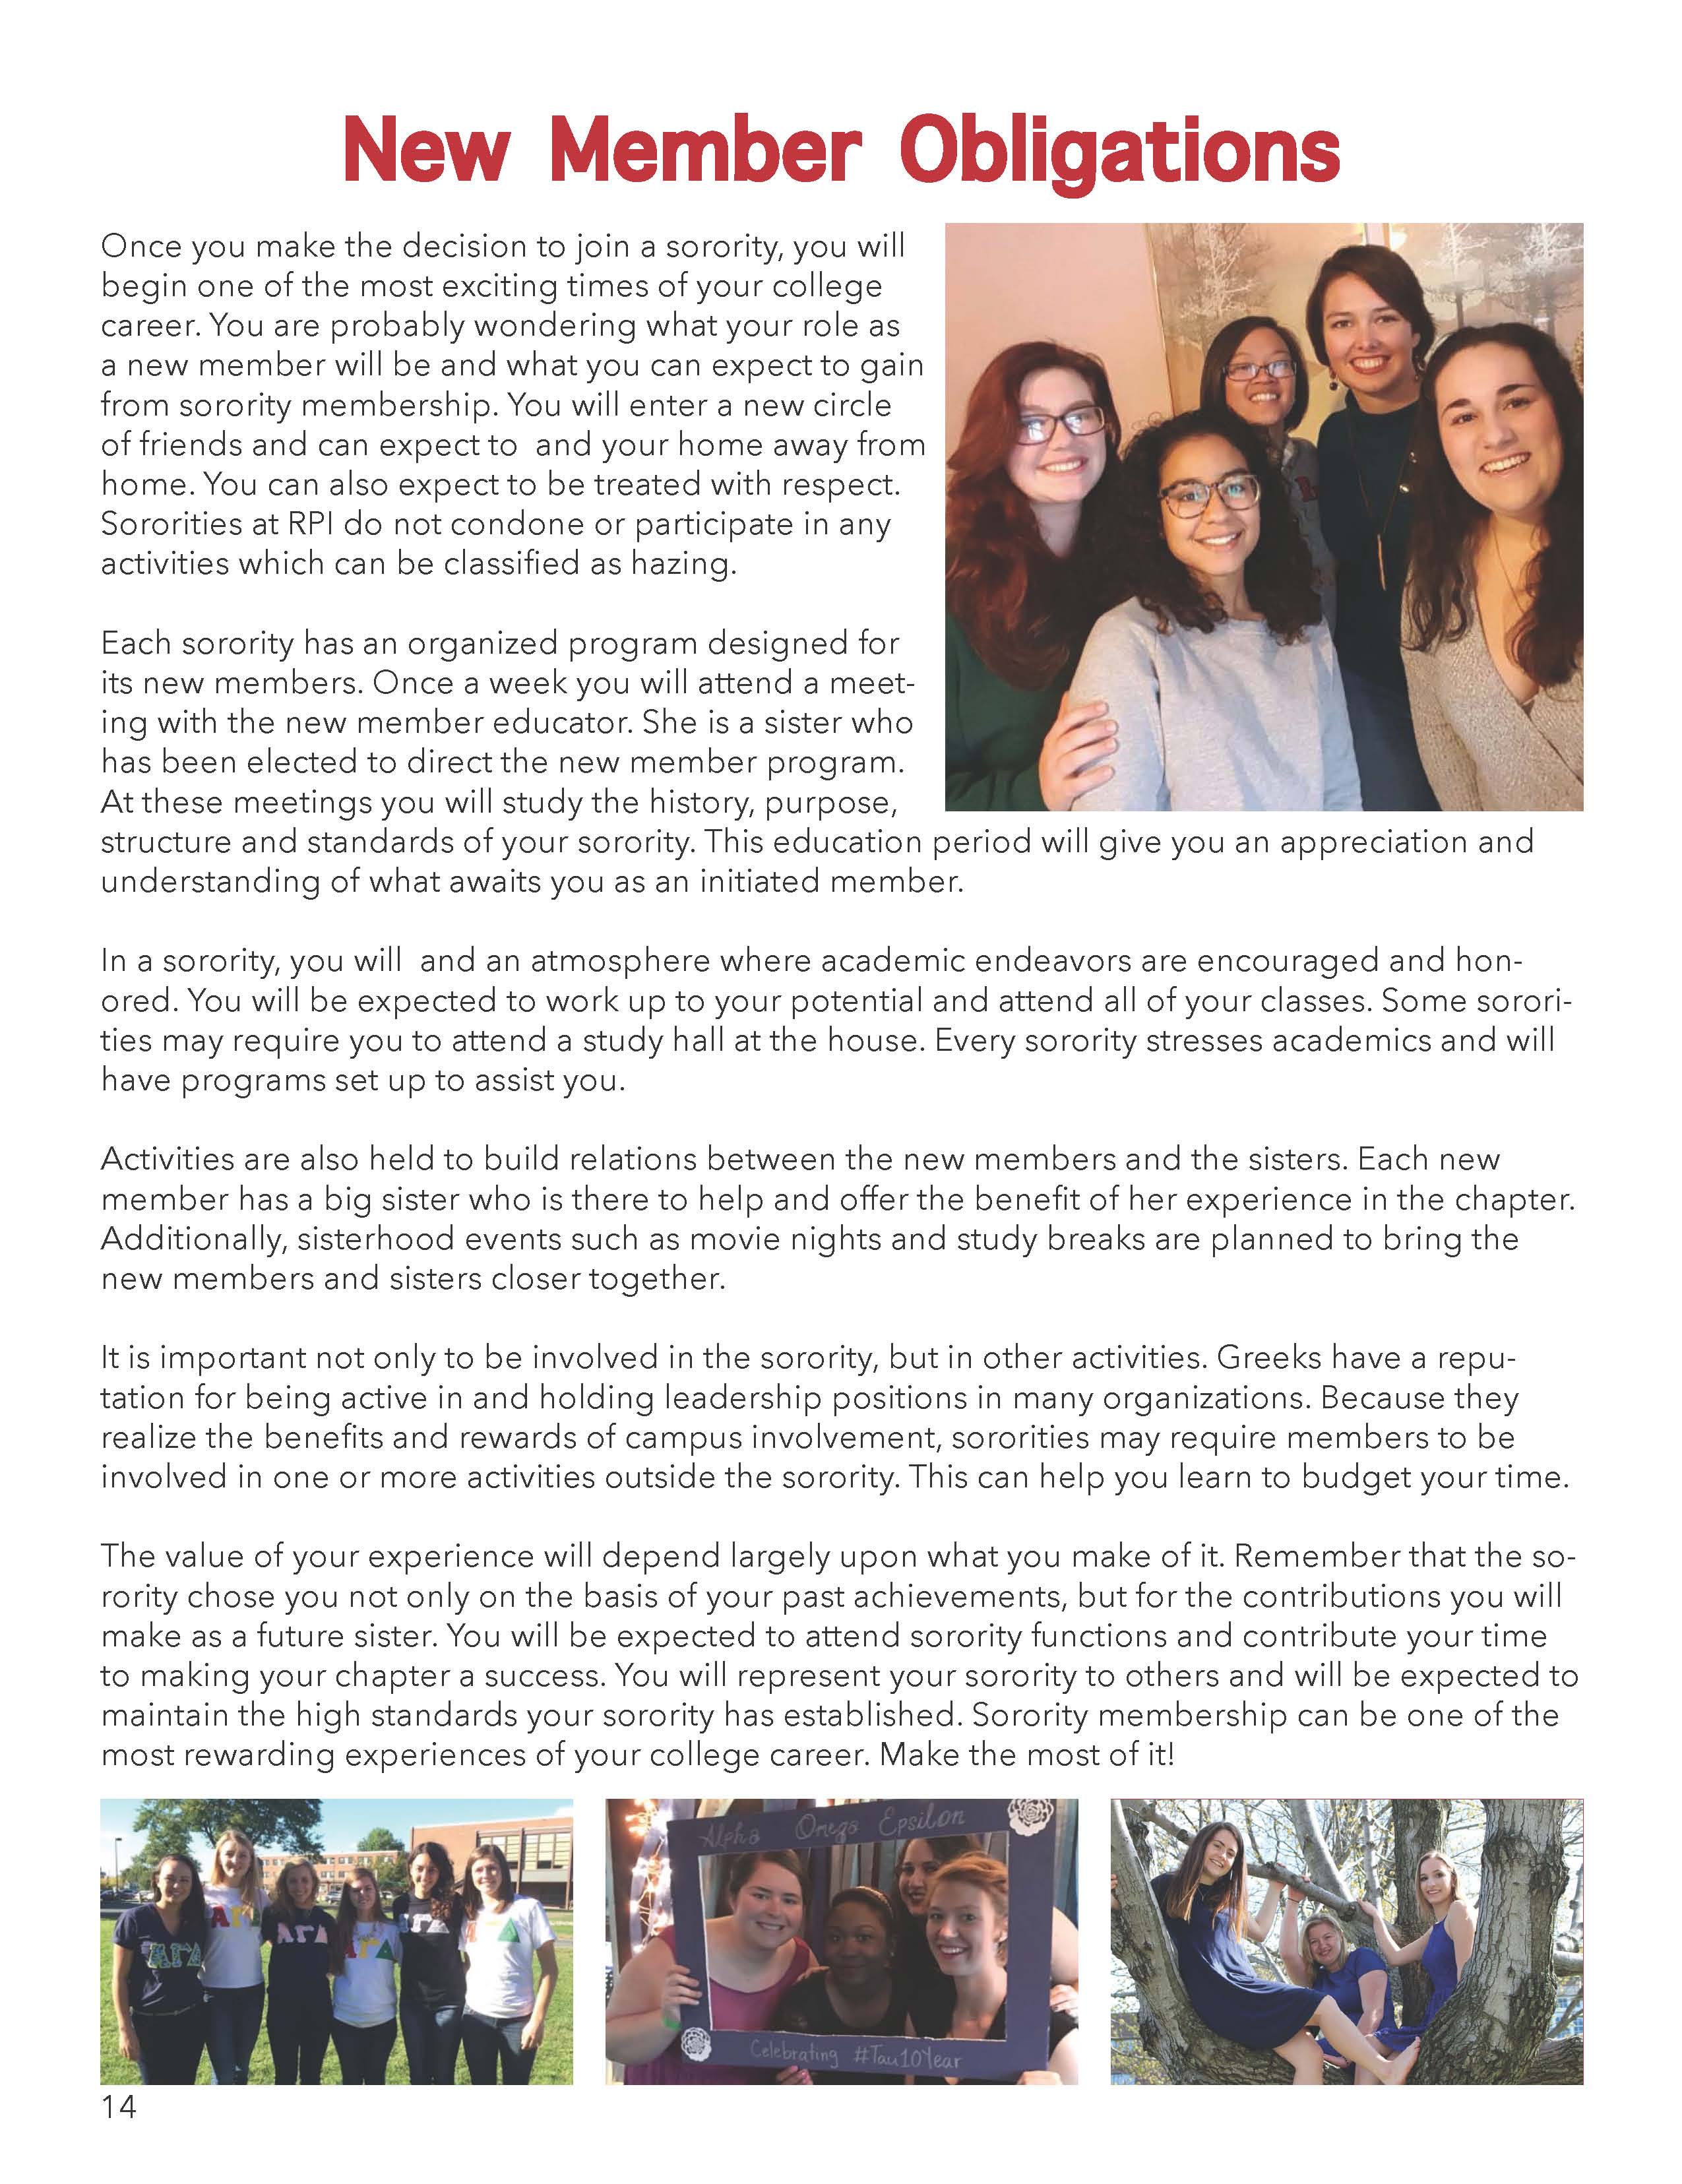 New Member Obligations
Once you make the decision to join a sorority, you will
begin one of the most exciting times of your college
career. You are probably wondering what your role as
a new member will be and what you can expect to gain
from sorority membership. You will enter a new circle
of friends and can expect to  and your home away from
home. You can also expect to be treated with respect.
Sororities at RPI do not condone or participate in any
activities which can be classified as hazing.
Each sorority has an organized program designed for
its new members. Once a week you will attend a meet-
ing with the new member educator. She is a sister who
has been elected to direct the new member program.
At these meetings you will study the history, purpose,
structure and standards of your sorority. This education period will give you an appreciation and
understanding of what awaits you as an initiated member.
In a sorority, you will  and an atmosphere where academic endeavors are encouraged and hon-
ored. You will be expected to work up to your potential and attend all of your classes. Some sorori-
ties may require you to attend a study hall at the house. Every sorority stresses academics and will
have programs set up to assist you.
Activities are also held to build relations between the new members and the sisters. Each new
member has a big sister who is there to help and offer the benefit of her experience in the chapter.
Additionally, sisterhood events such as movie nights and study breaks are planned to bring the
new members and sisters closer together.
It is important not only to be involved in the sorority, but in other activities. Greeks have a repu-
tation for being active in and holding leadership positions in many organizations. Because they
realize the benefits and rewards of campus involvement, sororities may require members to be
involved in one or more activities outside the sorority. This can help you learn to budget your time.
The value of your experience will depend largely upon what you make of it. Remember that the so-
rority chose you not only on the basis of your past achievements, but for the contributions you will
make as a future sister. You will be expected to attend sorority functions and contribute your time
to making your chapter a success. You will represent your sorority to others and will be expected to
maintain the high standards your sorority has established. Sorority membership can be one of the
most rewarding experiences of your college career. Make the most of it!
ΑΓΔ
ΑΓΔ
ΑΓΔ
Alpha Omega Epsilon
Celebrating #Tau10Year
14